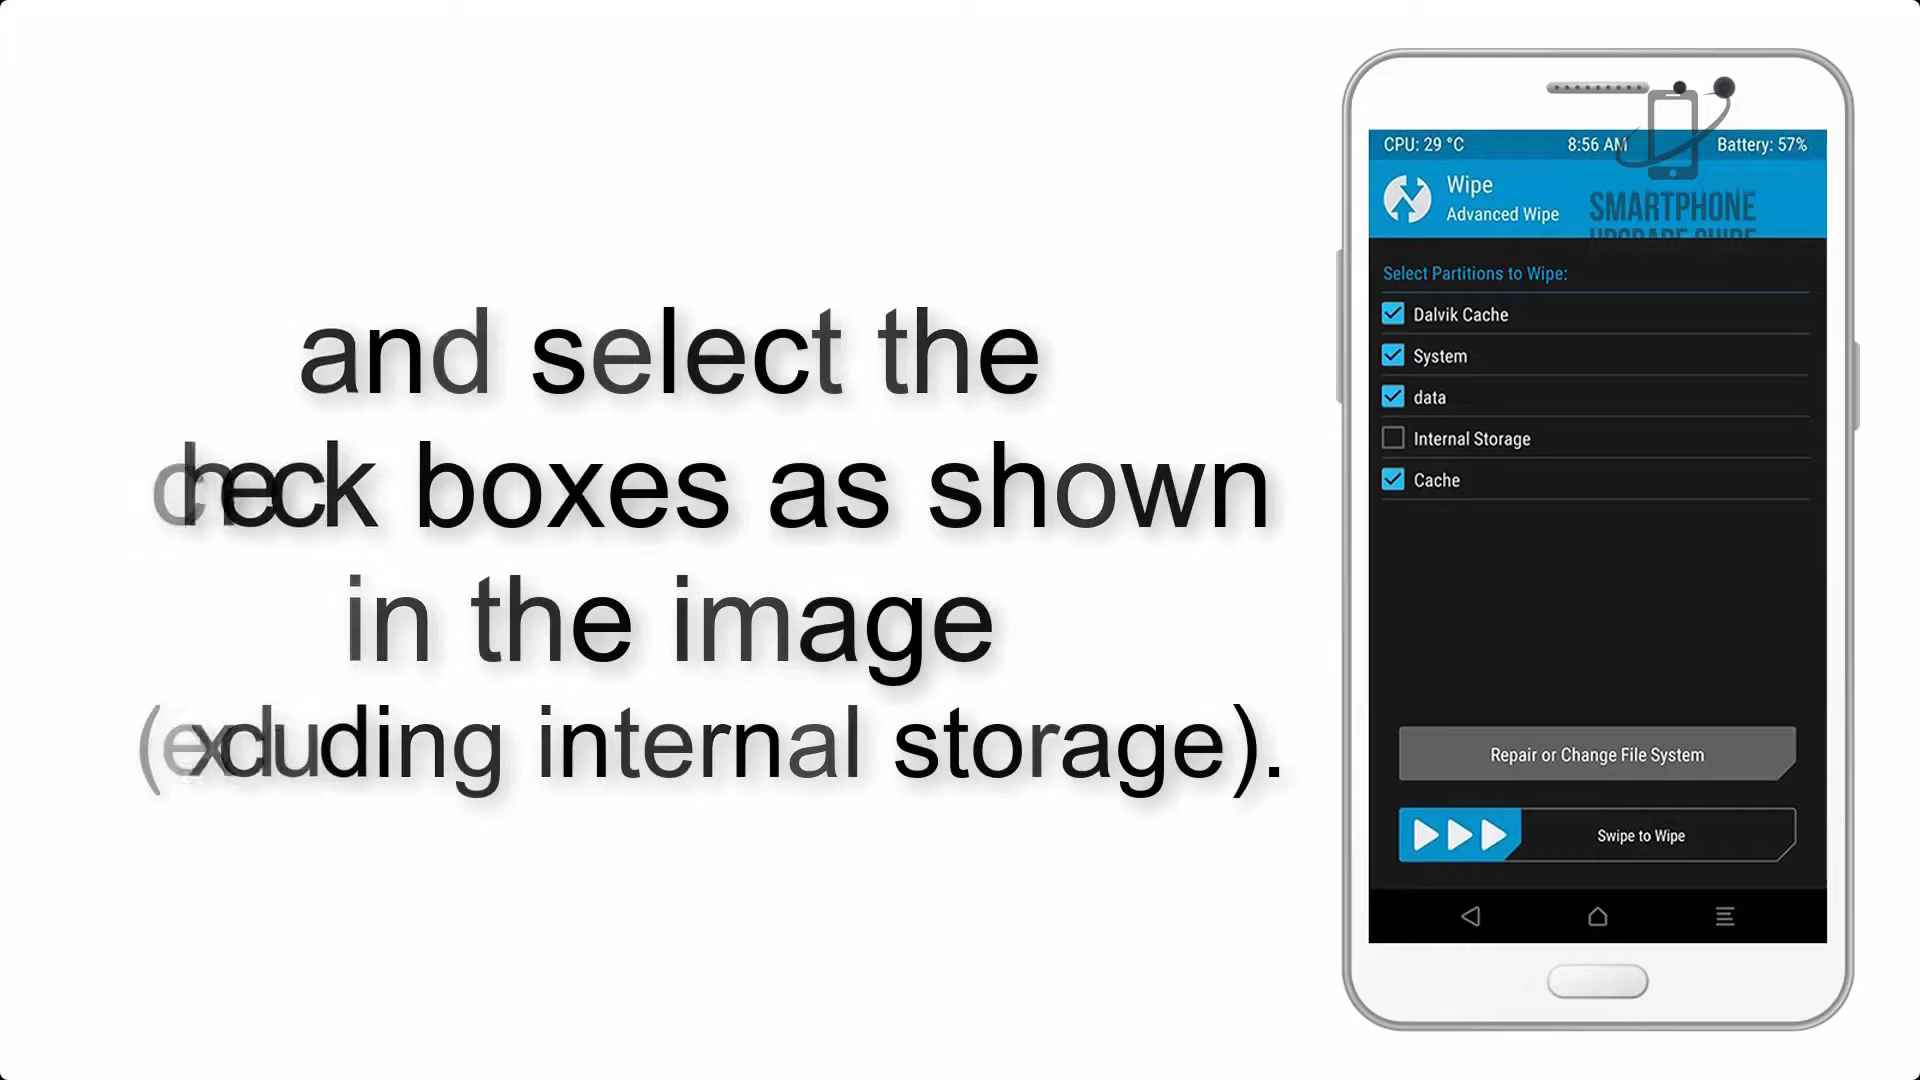 and select the
check boxes as shown
in the image
(excluding internal storage).
CPU: 29 °C 8:56 AM Battery: 57%
Wipe
Advanced Wipe
SMARTPHONE
UPGRADE GUIDE
Select Partitions to Wipe:
Dalvik Cache
System
data
Internal Storage
Cache
Repair or Change File System
Swipe to Wipe